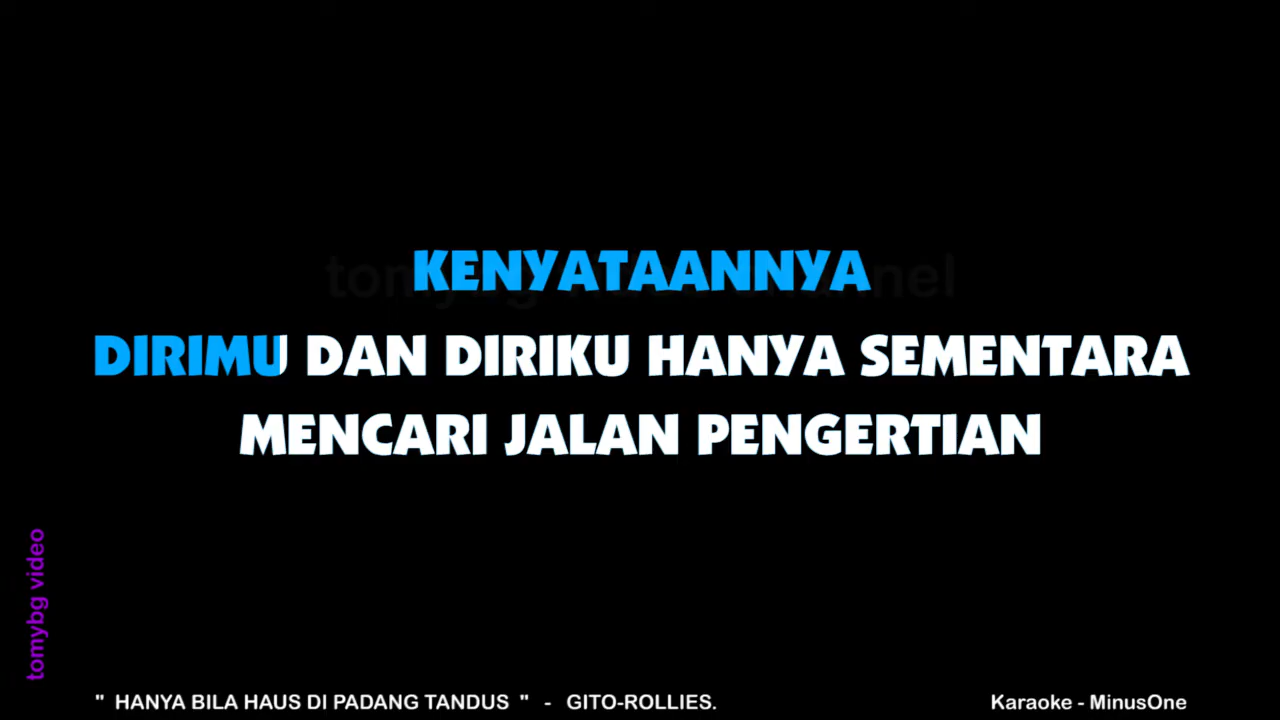 KENYATAANNYA
DIRIMU DAN DIRIKU HANYA SEMENTARA
MENCARI JALAN PENGERTIAN
tomybg video
" HANYA BILA HAUS DI PADANG TANDUS " - GITO-ROLLIES.
Karaoke - MinusOne